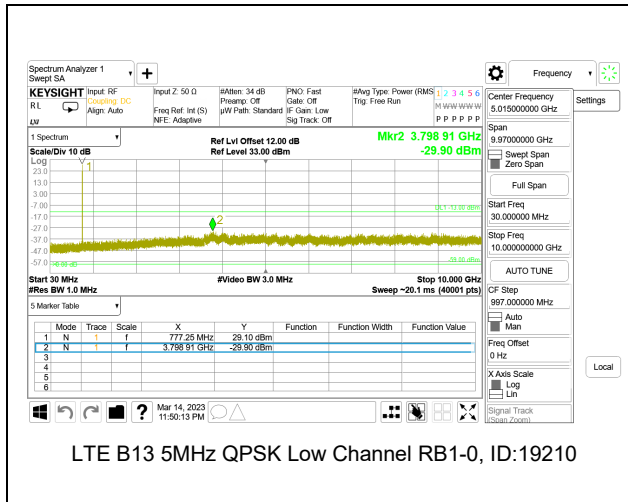 Spectrum Analyzer 1
Swept SA
+
Frequency
KEYSIGHT
Input: RF
Input Z: 50 Ω
#Atten: 34 dB
PNO: Fast
#Avg Type: Power (RMS
1 2 3 4 5 6
RL
Coupling: DC
Preamp: Off
Gate: Off
Trig: Free Run
M W W W W W
Align: Auto
Freq Ref: Int (S)
µW Path: Standard
IF Gain: Low
P P P P P P
LXI
NFE: Adaptive
Sig Track: Off
Center Frequency
5.015000000 GHz
Settings
Span
9.97000000 GHz
Swept Span
Zero Span
Full Span
Start Freq
30.000000 MHz
Stop Freq
10.000000000 GHz
AUTO TUNE
CF Step
997.000000 MHz
Auto
Man
Freq Offset
0 Hz
X Axis Scale
Log
Lin
Signal Track
(Span Zoom)
Local
1 Spectrum
Ref Lvl Offset 12.00 dB
Mkr2 3.798 91 GHz
Scale/Div 10 dB
Ref Level 33.00 dBm
-29.90 dBm
Log
1
23.0
13.0
3.00
-7.00
DL1 -13.00 dBm
-17.0
2
-27.0
-37.0
-47.0
-57.0
Start 30 MHz
#Video BW 3.0 MHz
Stop 10.000 GHz
#Res BW 1.0 MHz
Sweep ~20.1 ms (40001 pts)
5 Marker Table
Mode Trace Scale X Y Function Function Width Function Value
1 N 1 f 777.25 MHz 29.10 dBm
2 N 1 f 3.798 91 GHz -29.90 dBm
3
4
5
6
?
Mar 14, 2023
11:50:13 PM
LTE B13 5MHz QPSK Low Channel RB1-0, ID:19210